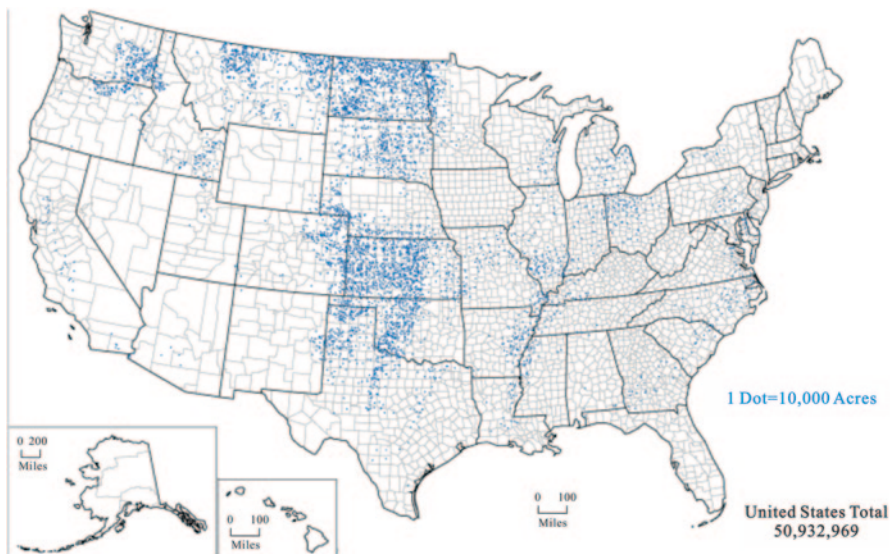 1 Dot=10,000 Acres
0 200
Miles
0 100
Miles
0 100
Miles
United States Total
50,932,969